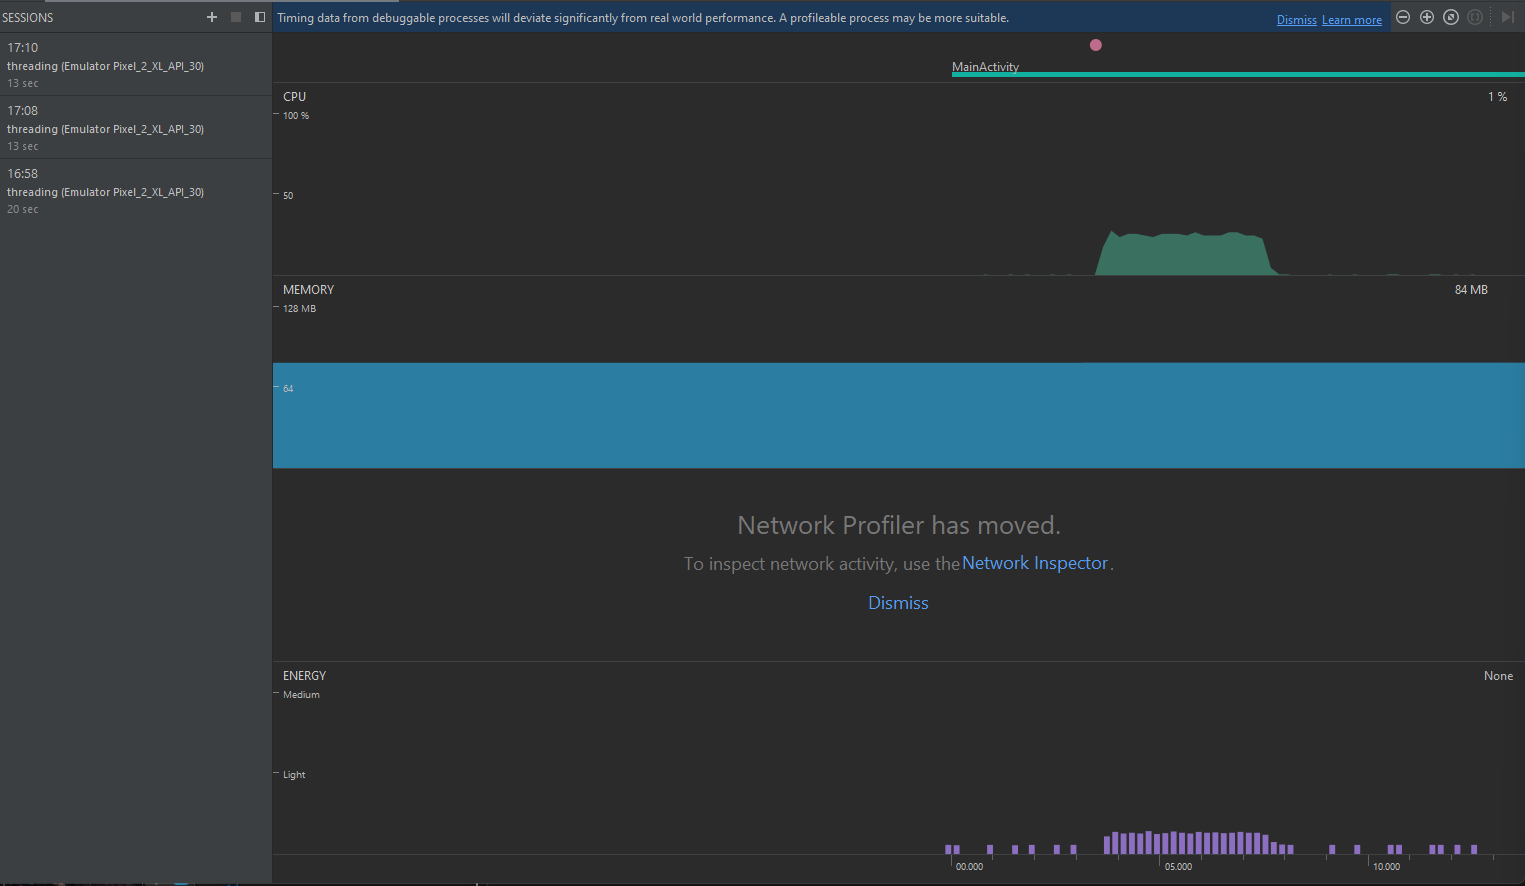 SESSIONS
Timing data from debuggable processes will deviate significantly from real world performance. A profileable process may be more suitable. Dismiss Learn more
17:10
threading (Emulator Pixel_2_XL_API_30)
13 sec
17:08
threading (Emulator Pixel_2_XL_API_30)
13 sec
16:58
threading (Emulator Pixel_2_XL_API_30)
20 sec
MainActivity
CPU 1 %
100 %
50
MEMORY 84 MB
128 MB
64
Network Profiler has moved.
To inspect network activity, use the Network Inspector.
Dismiss
ENERGY None
Medium
Light
00.000 05.000 10.000